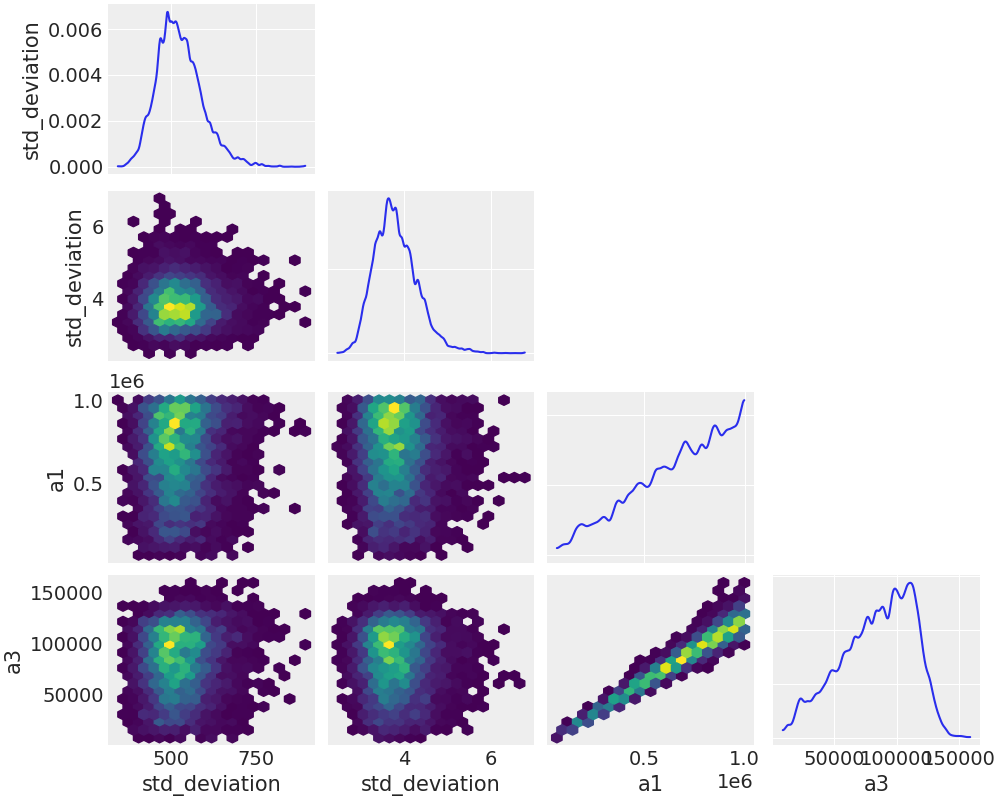 0.006
0.004
0.002
0.000
std_deviation
6
4
std_deviation
1e6
1.0
0.5
a1
150000
100000
50000
a3
500 750 4 6 0.5 1.0 50000 100000 150000
1e6
std_deviation std_deviation a1 a3